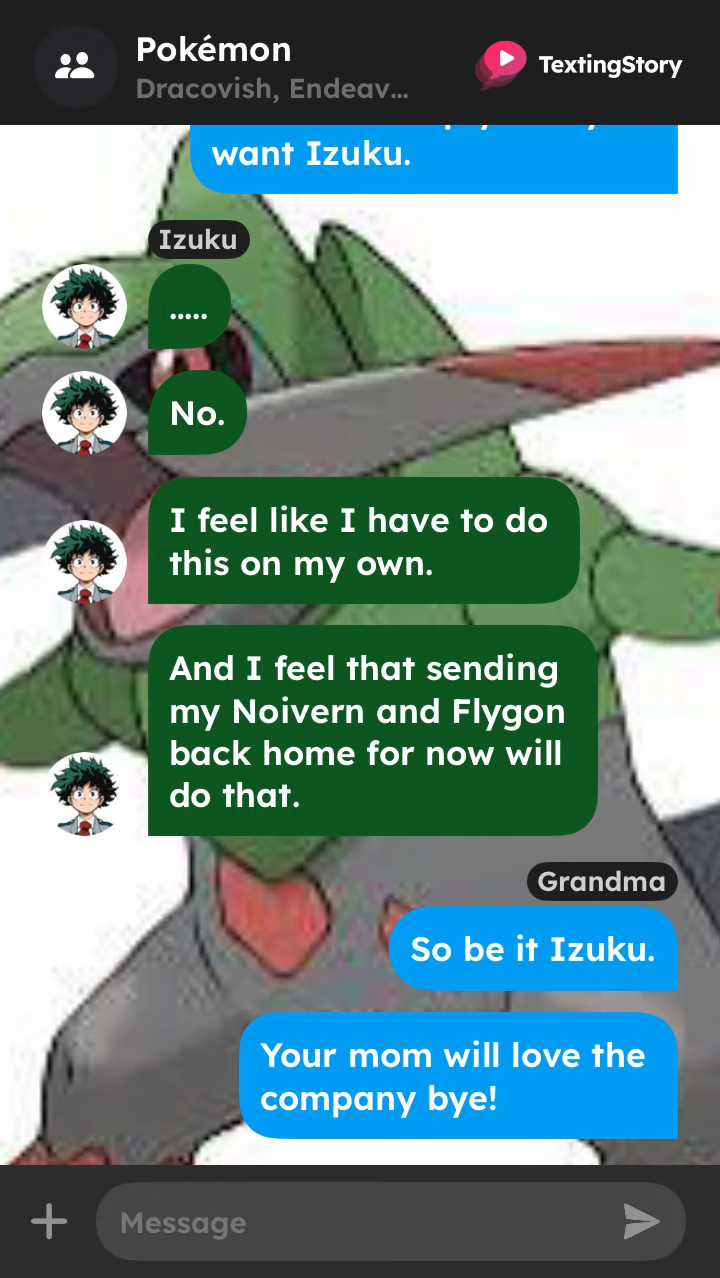 Pokémon
TextingStory
Dracovish, Endeav...
want Izuku.
Izuku
.....
No.
I feel like I have to do
this on my own.
And I feel that sending
my Noivern and Flygon
back home for now will
do that.
Grandma
So be it Izuku.
Your mom will love the
company bye!
Message